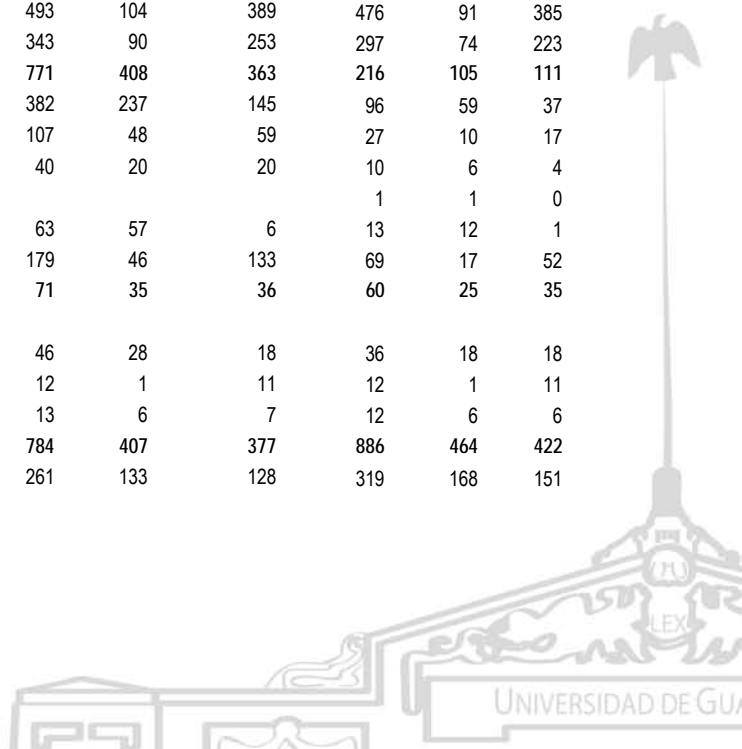 493 104 389 476 91 385
343 90 253 297 74 223
771 408 363 216 105 111
382 237 145 96 59 37
107 48 59 27 10 17
40 20 20 10 6 4
1 1 0
63 57 6 13 12 1
179 46 133 69 17 52
71 35 36 60 25 35
46 28 18 36 18 18
12 1 11 12 1 11
13 6 7 12 6 6
784 407 377 886 464 422
261 133 128 319 168 151
LEX
UNIVERSIDAD DE GUA